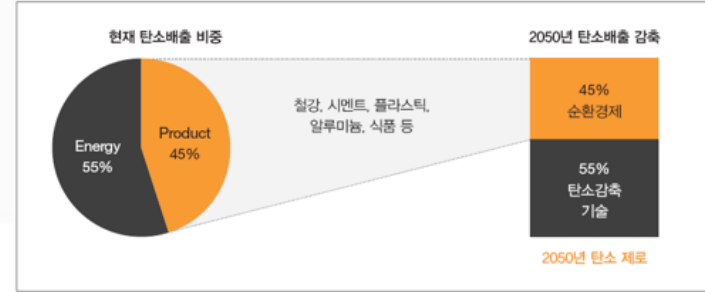 현재 탄소배출 비중
2050년 탄소배출 감축
Energy
55%
Product
45%
철강, 시멘트, 플라스틱,
알루미늄, 식품 등
45%
순환경제
55%
탄소감축
기술
2050년 탄소 제로